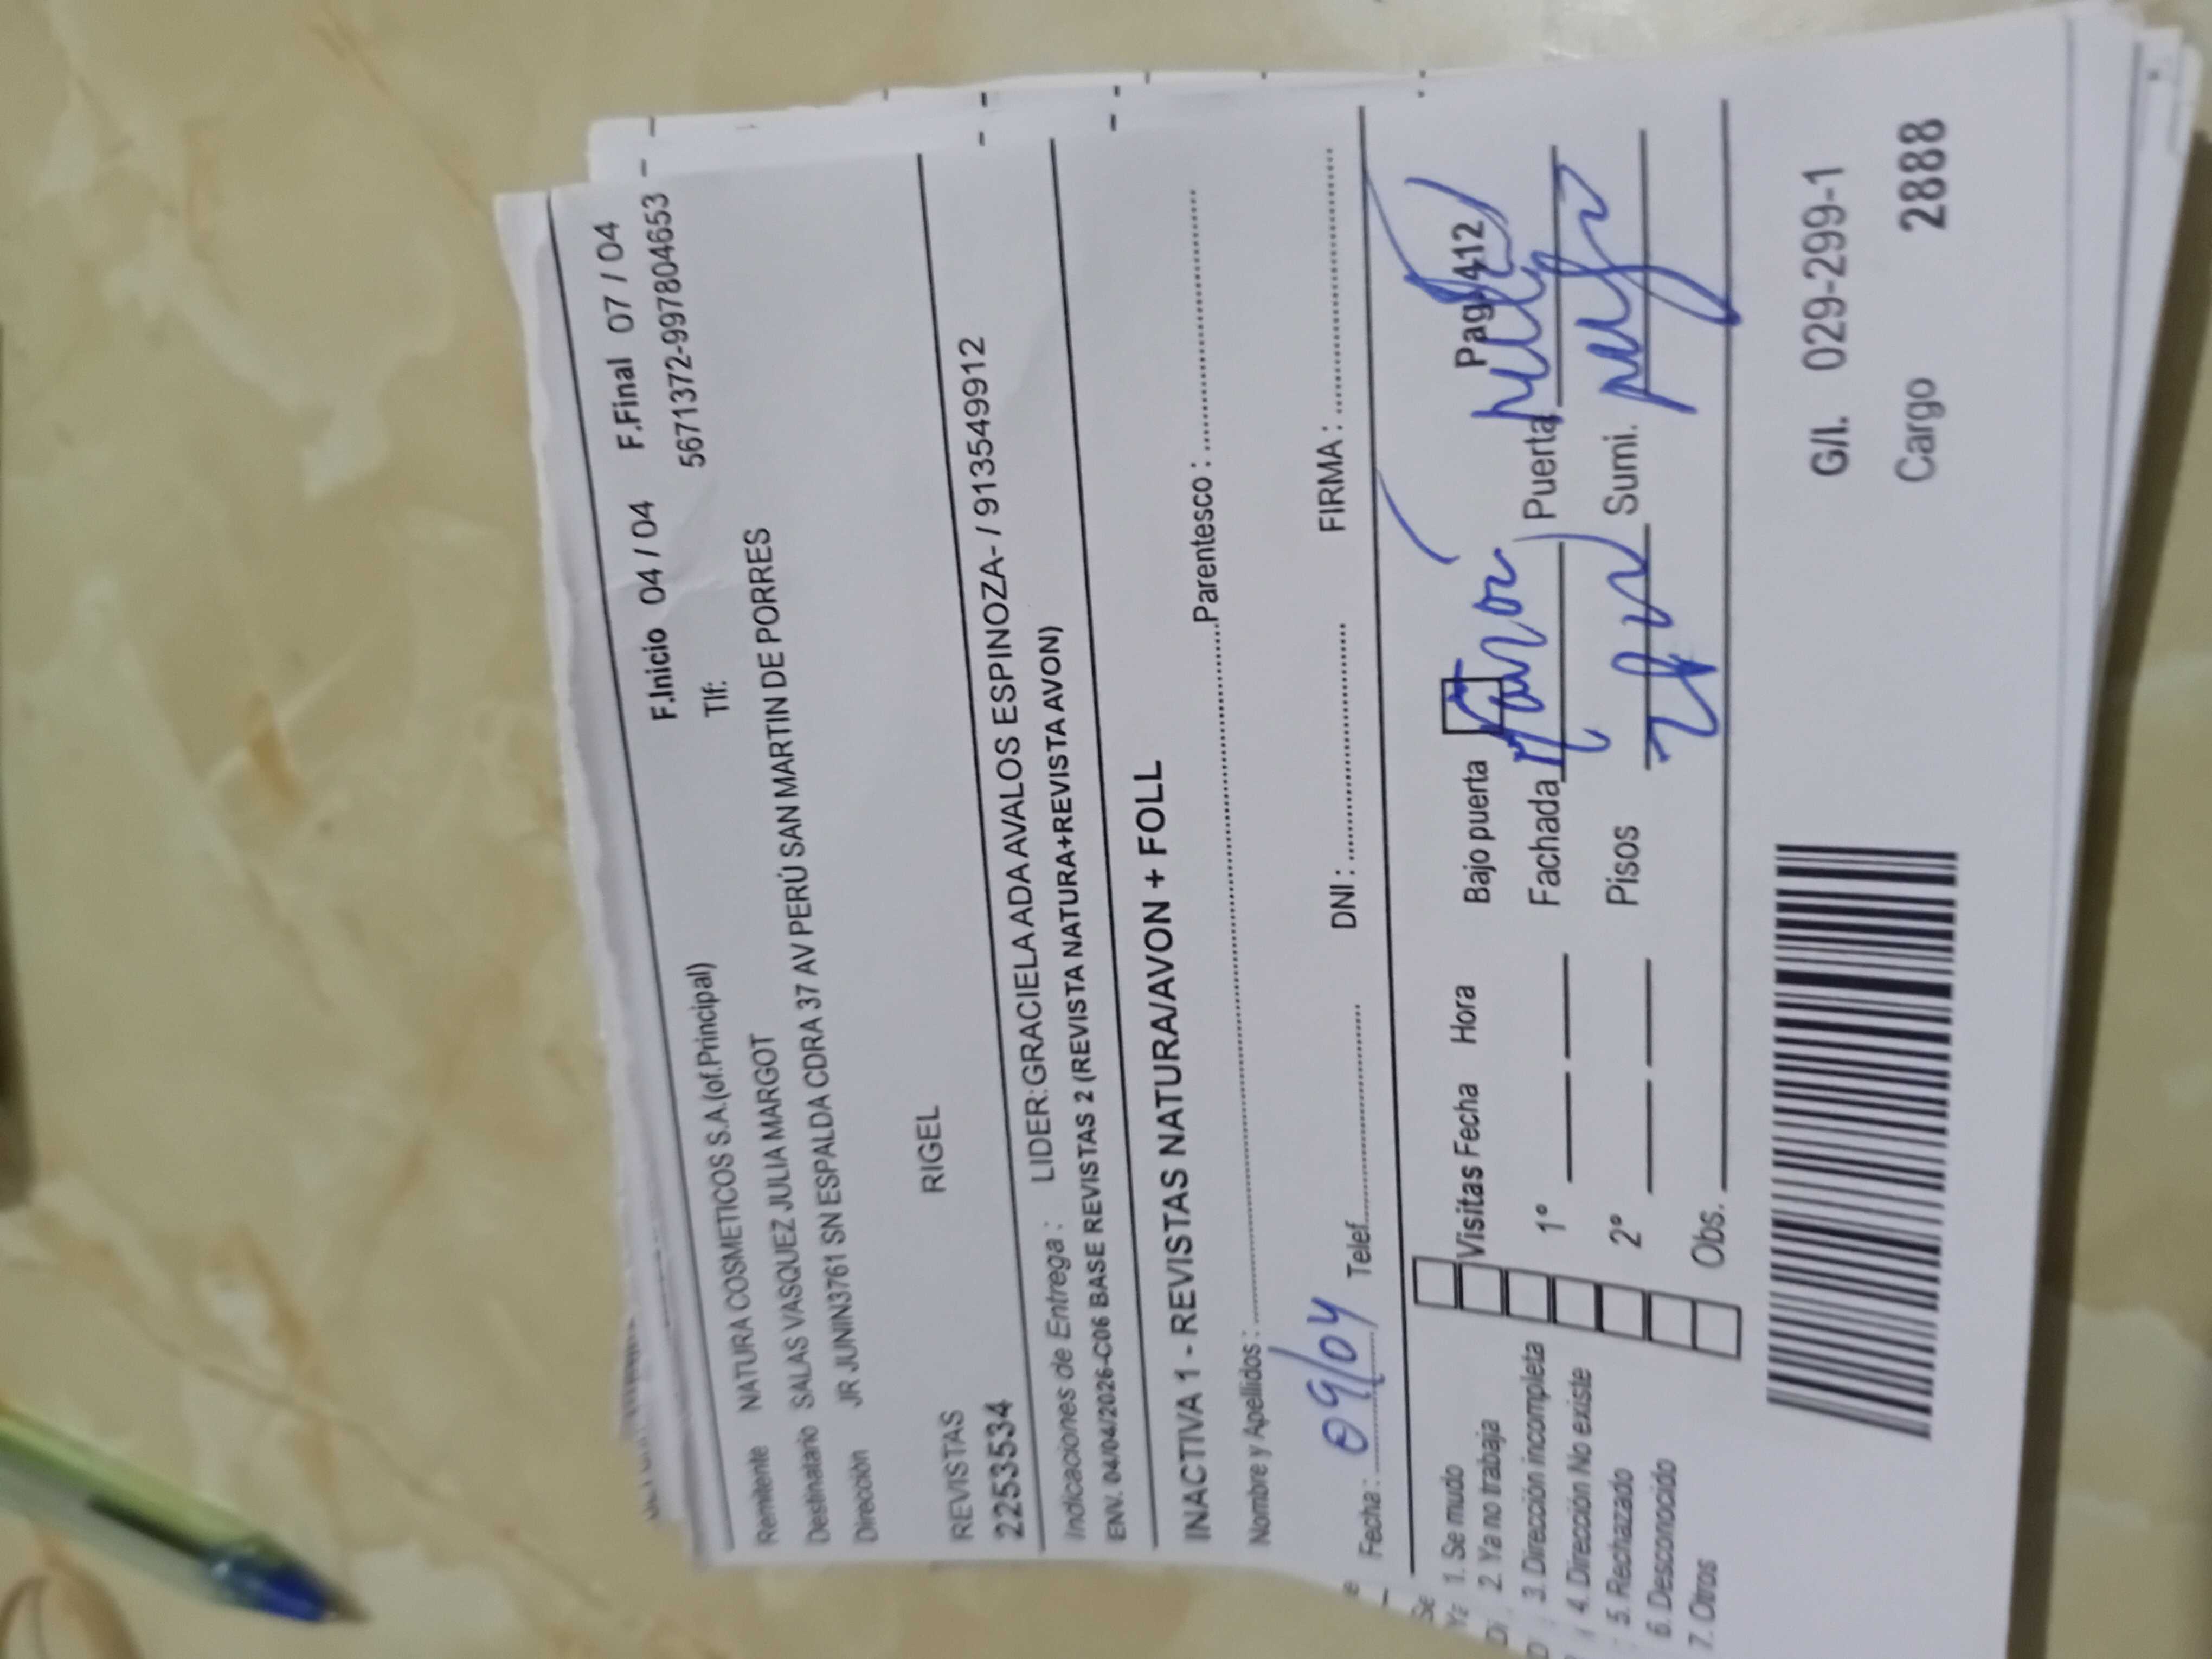 F.Inicio 04 / 04 F.Final 07 / 04
Remitente NATURA COSMETICOS S.A.(of.Principal) Tlf: 5671372-997804653
Destinatario SALAS VASQUEZ JULIA MARGOT
Dirección JR JUNIN3761 SN ESPALDA CDRA 37 AV PERÚ SAN MARTIN DE PORRES
REVISTAS RIGEL
2253534
Indicaciones de Entrega : LIDER:GRACIELA ADA AVALOS ESPINOZA- / 913549912
ENV. 04/04/2026-C06 BASE REVISTAS 2 (REVISTA NATURA+REVISTA AVON)
INACTIVA 1 - REVISTAS NATURA/AVON + FOLL
Nombre y Apellidos : Parentesco :
Fecha : 09/04 Telef. DNI : FIRMA :
1. Se mudo Visitas Fecha Hora Bajo puerta Pag 412
2. Ya no trabaja
3. Dirección incompleta 1º Fachada Puerta
4. Dirección No existe
5. Rechazado 2º Pisos Sumi.
6. Desconocido
7. Otros Obs.
G/I. 029-299-1
Cargo 2888